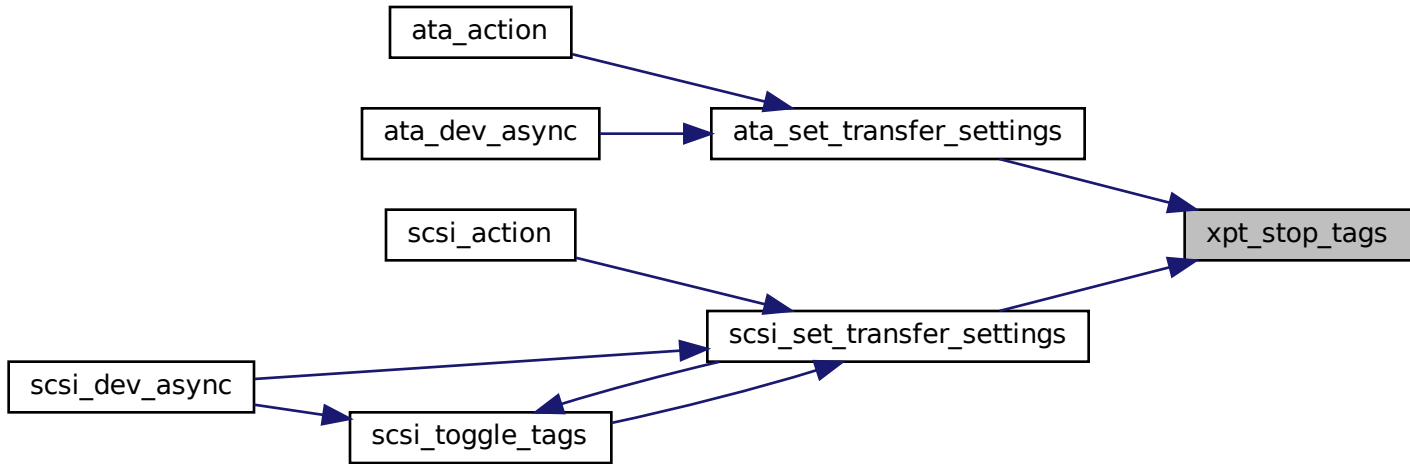 ata_action
ata_dev_async
ata_set_transfer_settings
scsi_action
xpt_stop_tags
scsi_set_transfer_settings
scsi_dev_async
scsi_toggle_tags